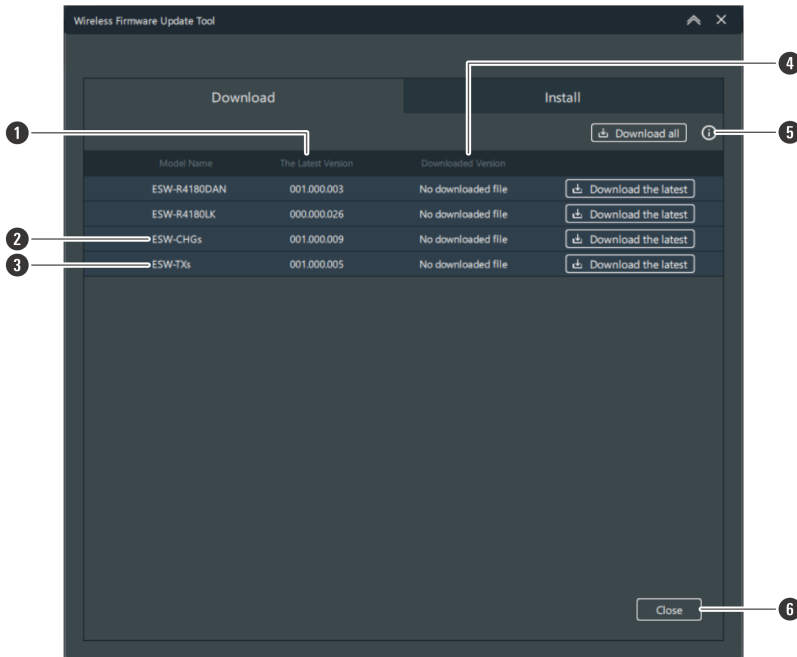 Wireless Firmware Update Tool
4
Download Install
1
Download all
5
Model Name The Latest Version Downloaded Version
ESW-R4180DAN 001.000.003 No downloaded file Download the latest
ESW-R4180LK 000.000.026 No downloaded file Download the latest
2 ESW-CHGs 001.000.009 No downloaded file Download the latest
3 ESW-TXs 001.000.005 No downloaded file Download the latest
Close 6